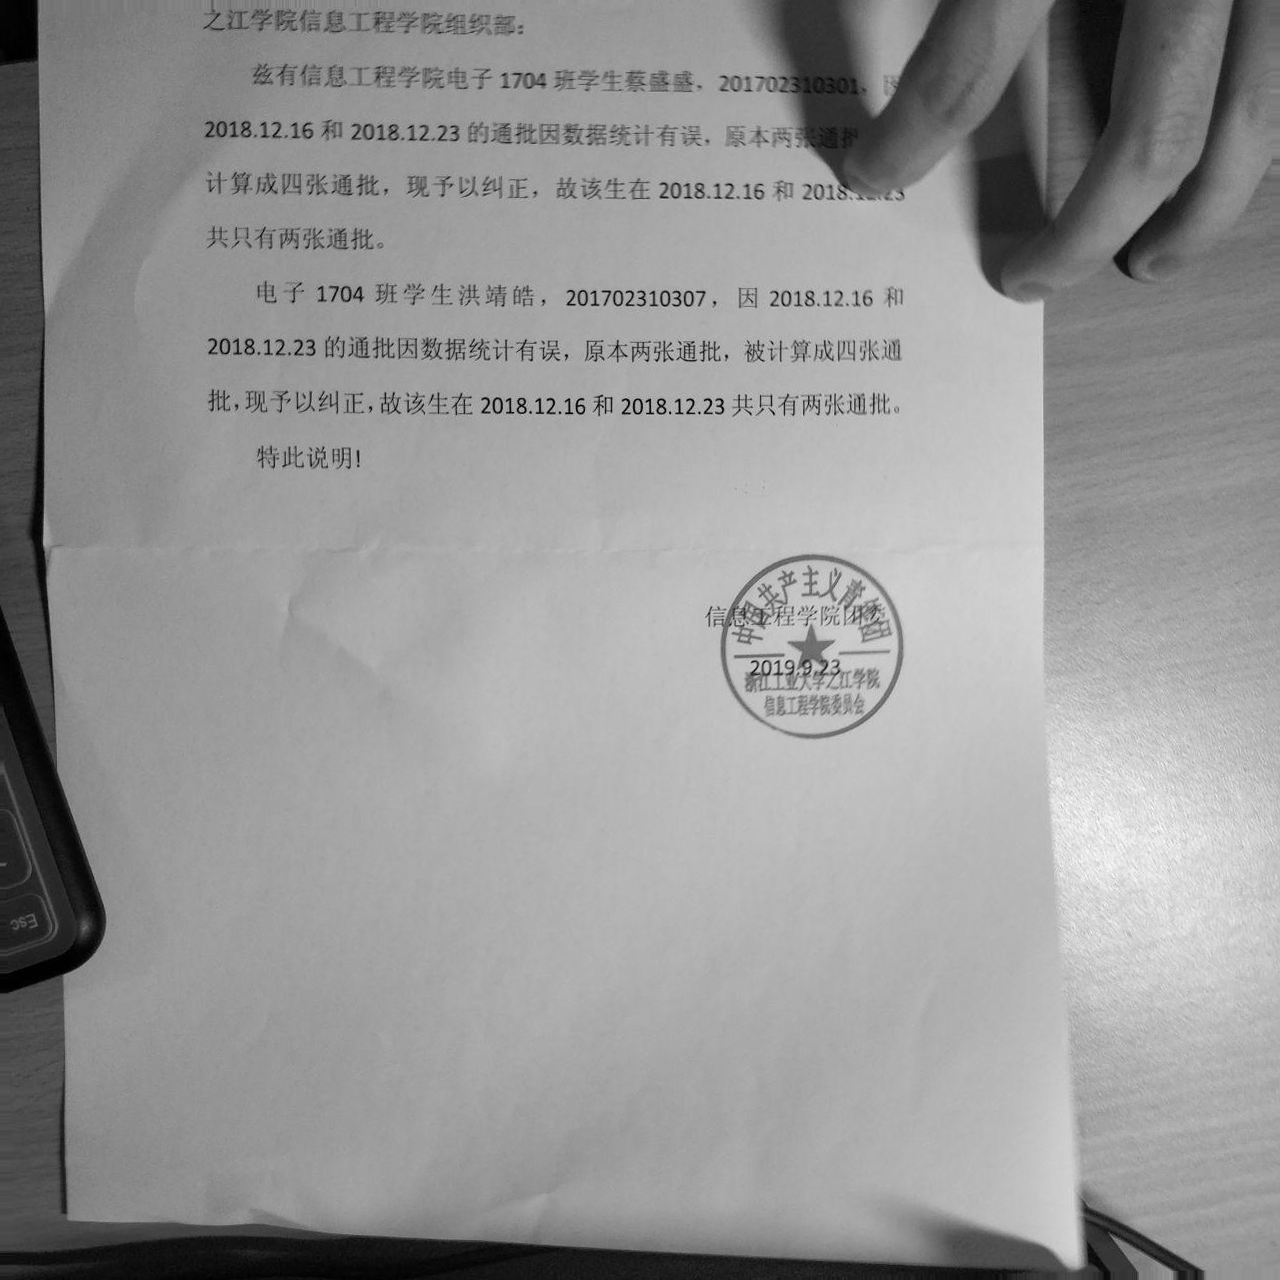 之江学院信息工程学院组织部：
兹有信息工程学院电子 1704 班学生蔡盛盛，201702310301，因
2018.12.16 和 2018.12.23 的通批因数据统计有误，原本两张通批
计算成四张通批，现予以纠正，故该生在 2018.12.16 和 2018.12.23
共只有两张通批。
电子 1704 班学生洪靖皓，201702310307，因 2018.12.16 和
2018.12.23 的通批因数据统计有误，原本两张通批，被计算成四张通
批，现予以纠正，故该生在 2018.12.16 和 2018.12.23 共只有两张通批。
特此说明!
中国共产主义青年团
信息工程学院团委
2019.9.23
浙江工业大学之江学院
信息工程学院委员会
Esc